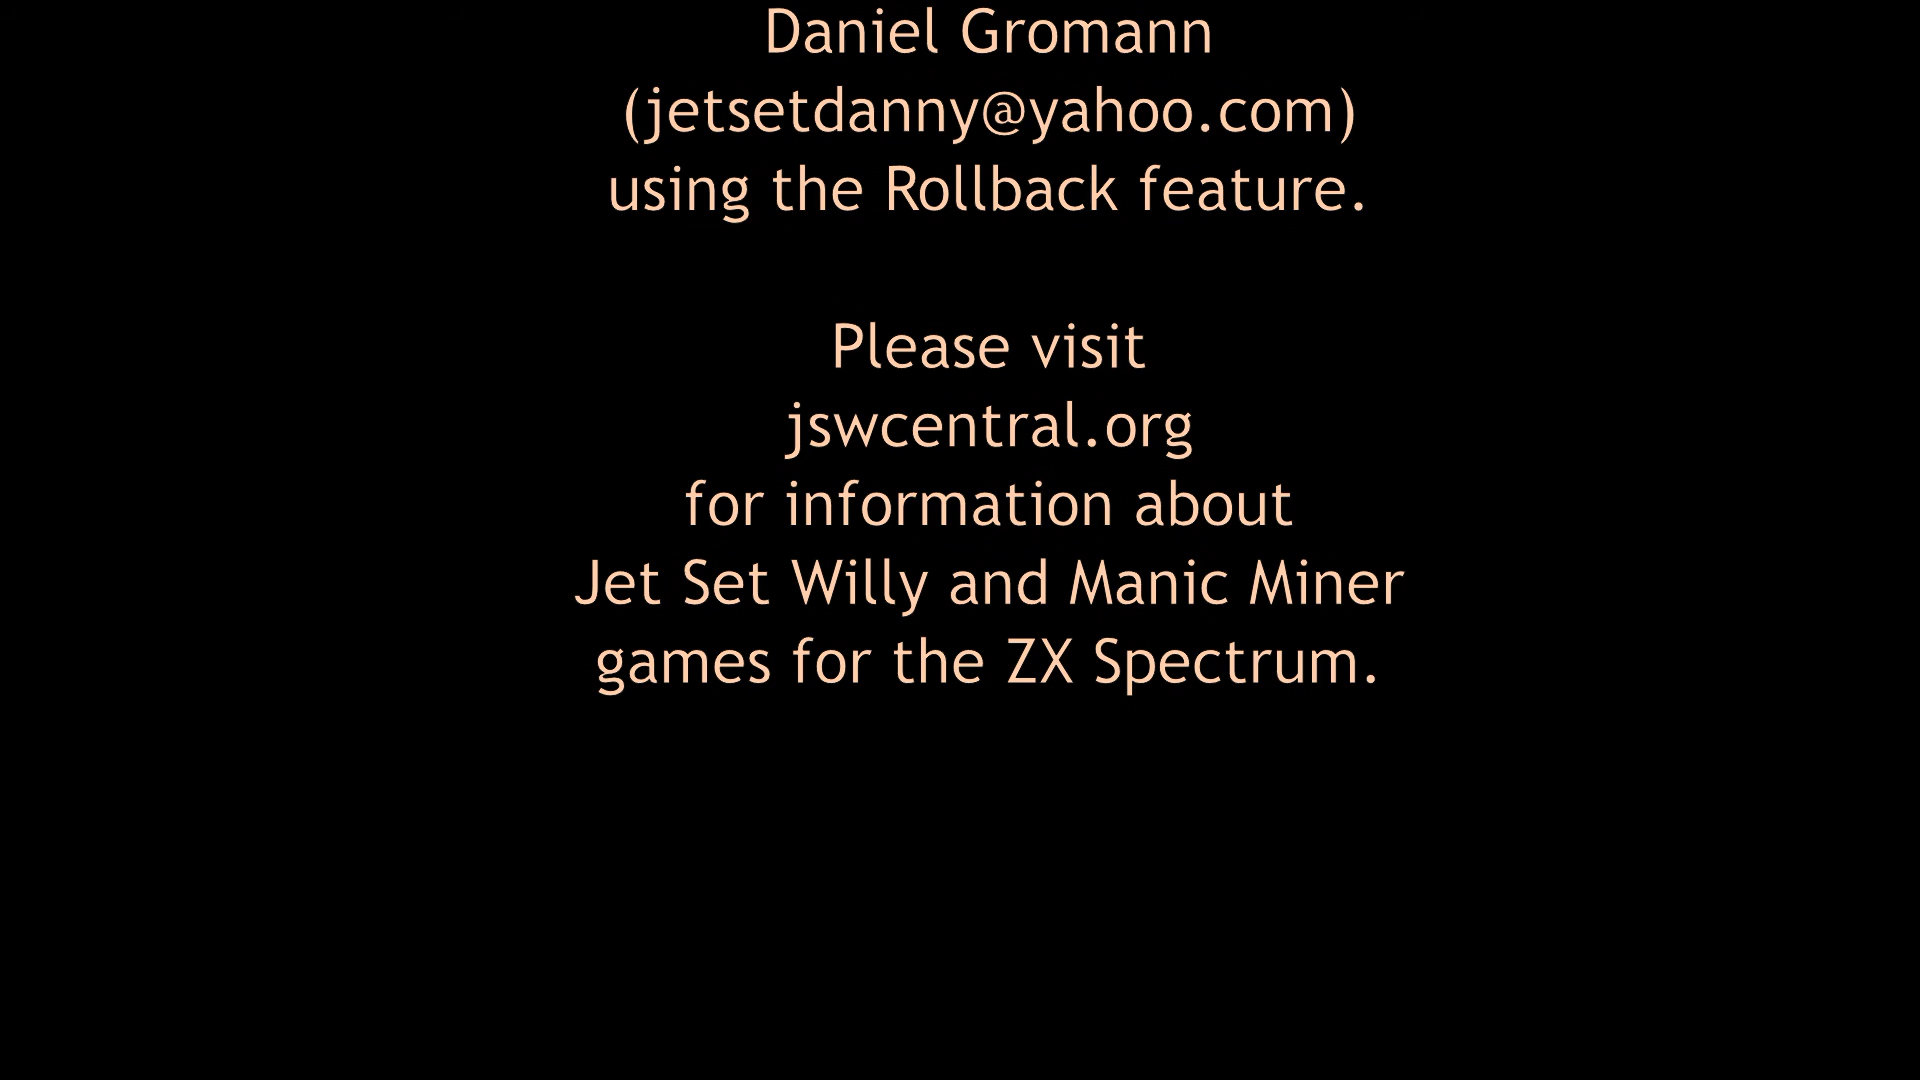 Daniel Gromann
(jetsetdanny@yahoo.com)
using the Rollback feature.
Please visit
jswcentral.org
for information about
Jet Set Willy and Manic Miner
games for the ZX Spectrum.